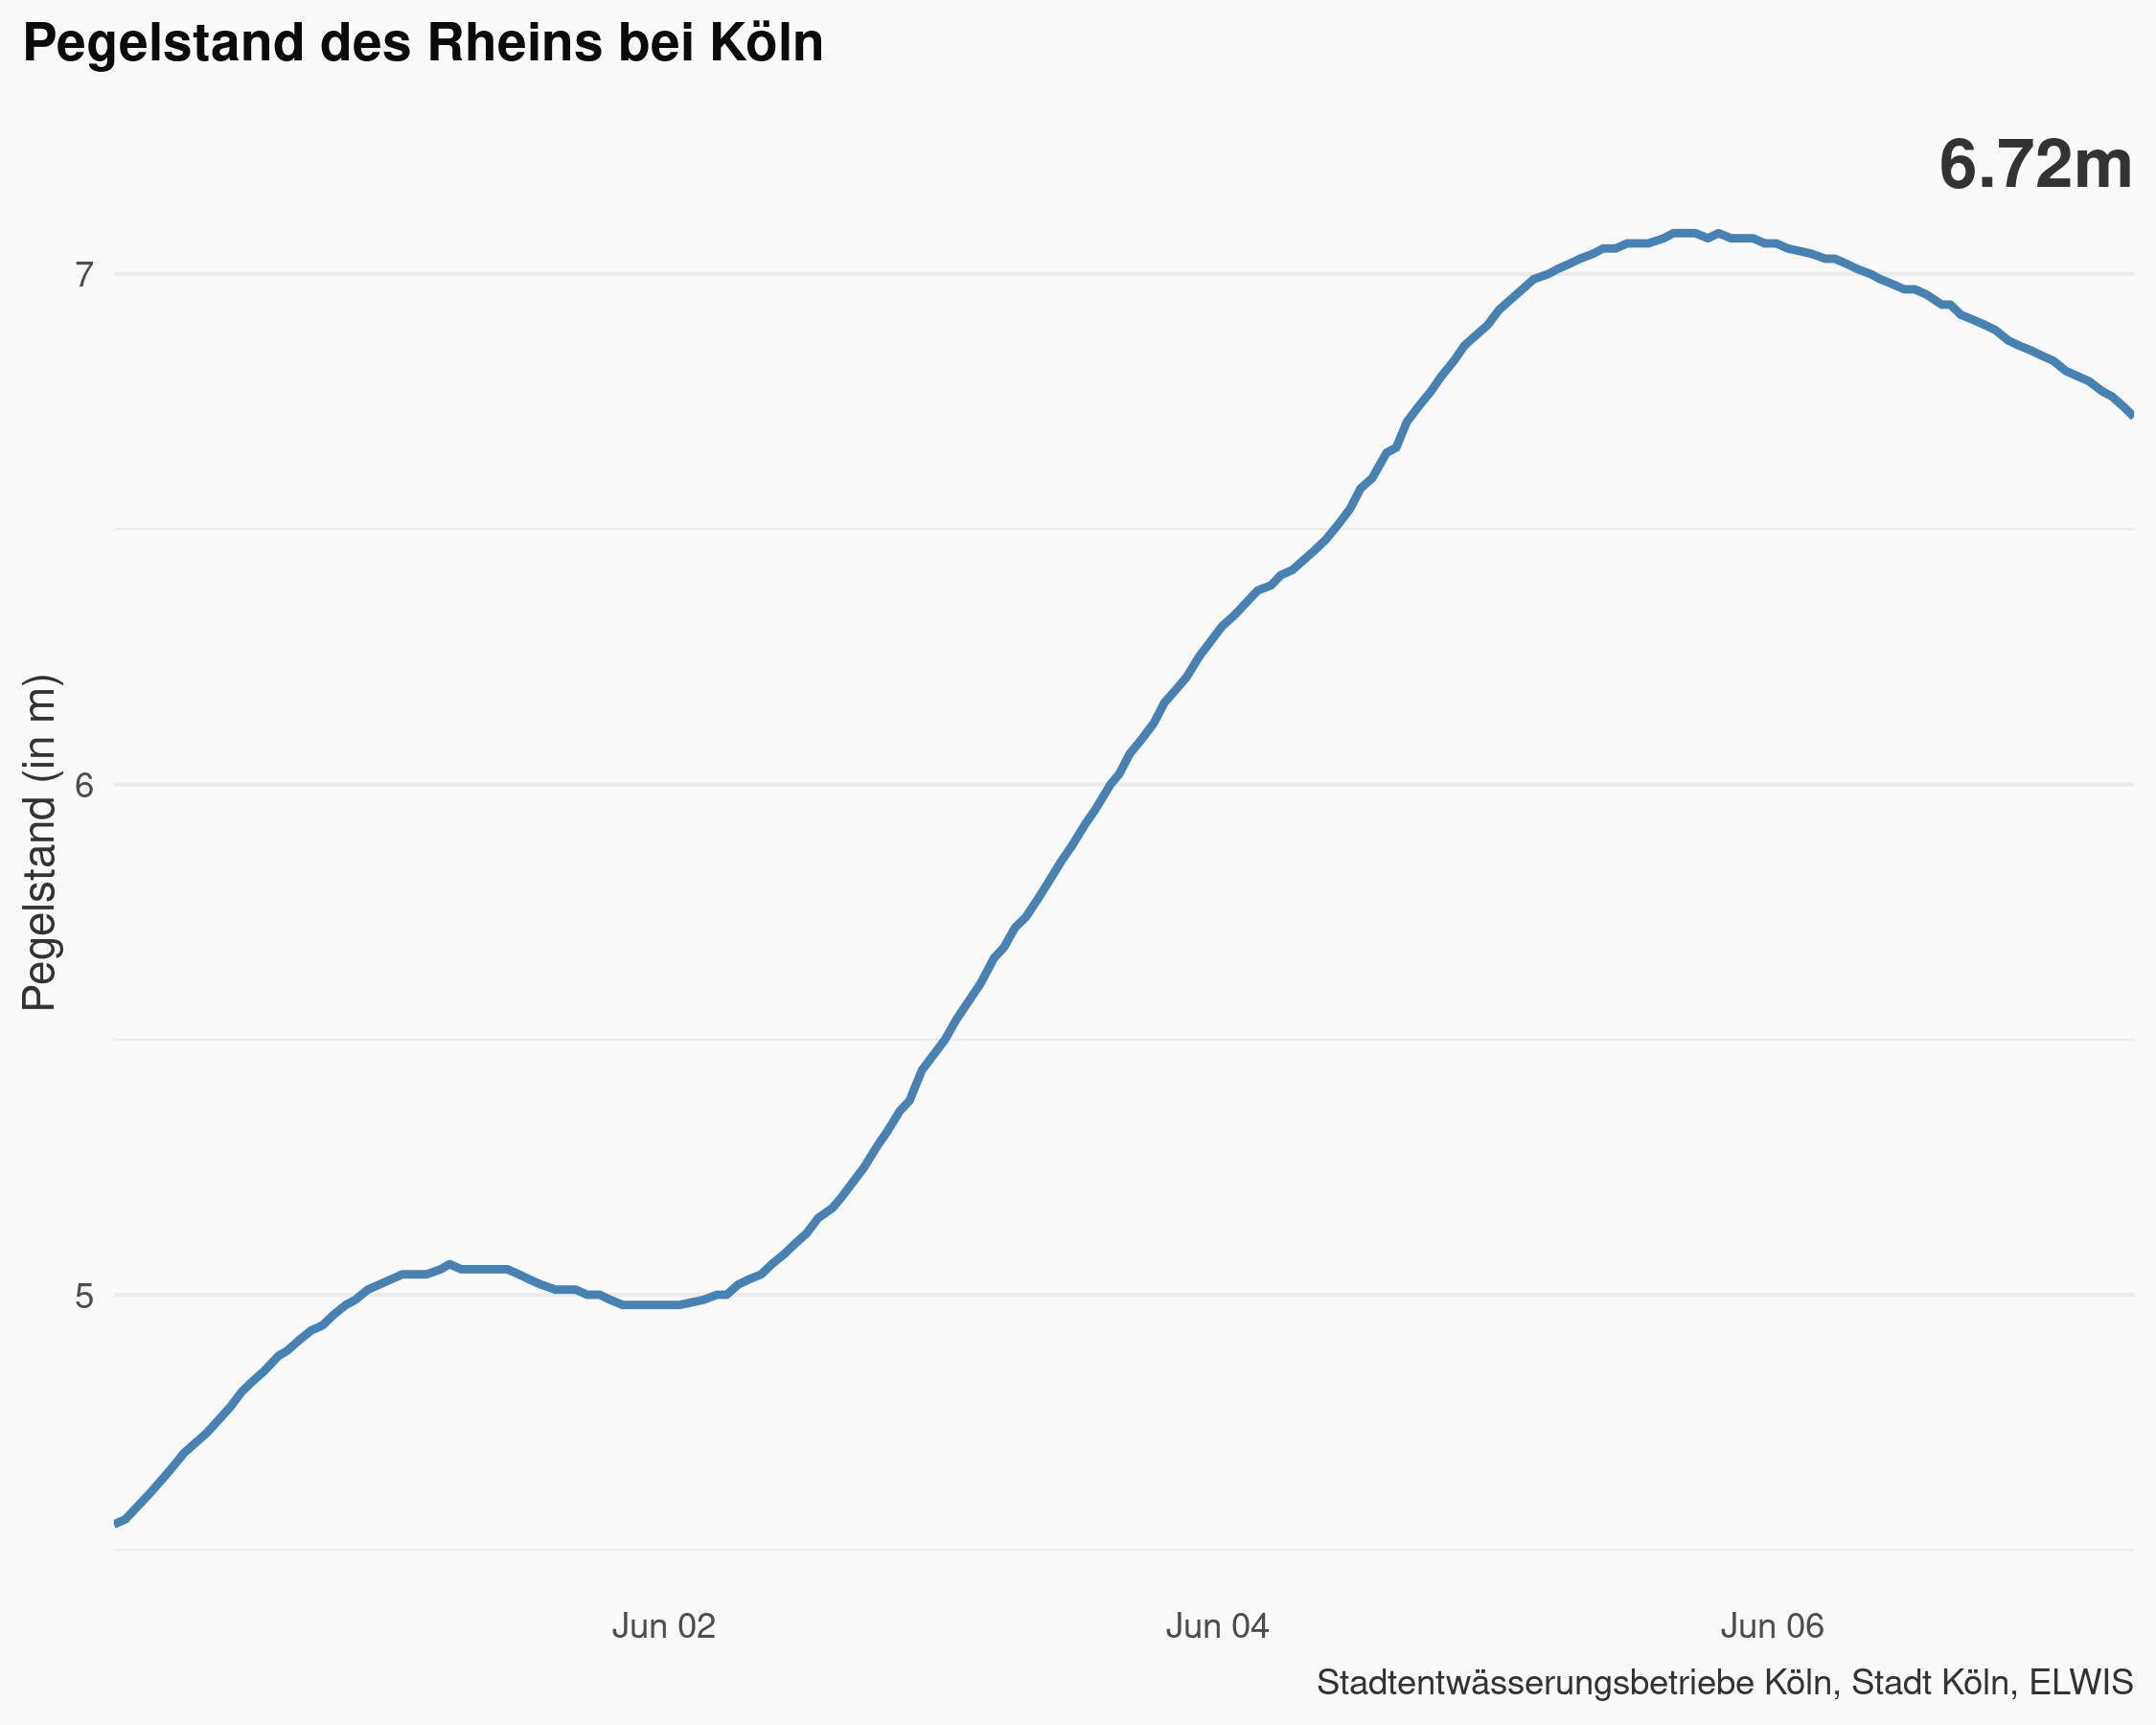 Pegelstand des Rheins bei Köln
6.72m
Pegelstand (in m)
7
6
5
Jun 02
Jun 04
Jun 06
Stadtentwässerungsbetriebe Köln, Stadt Köln, ELWIS